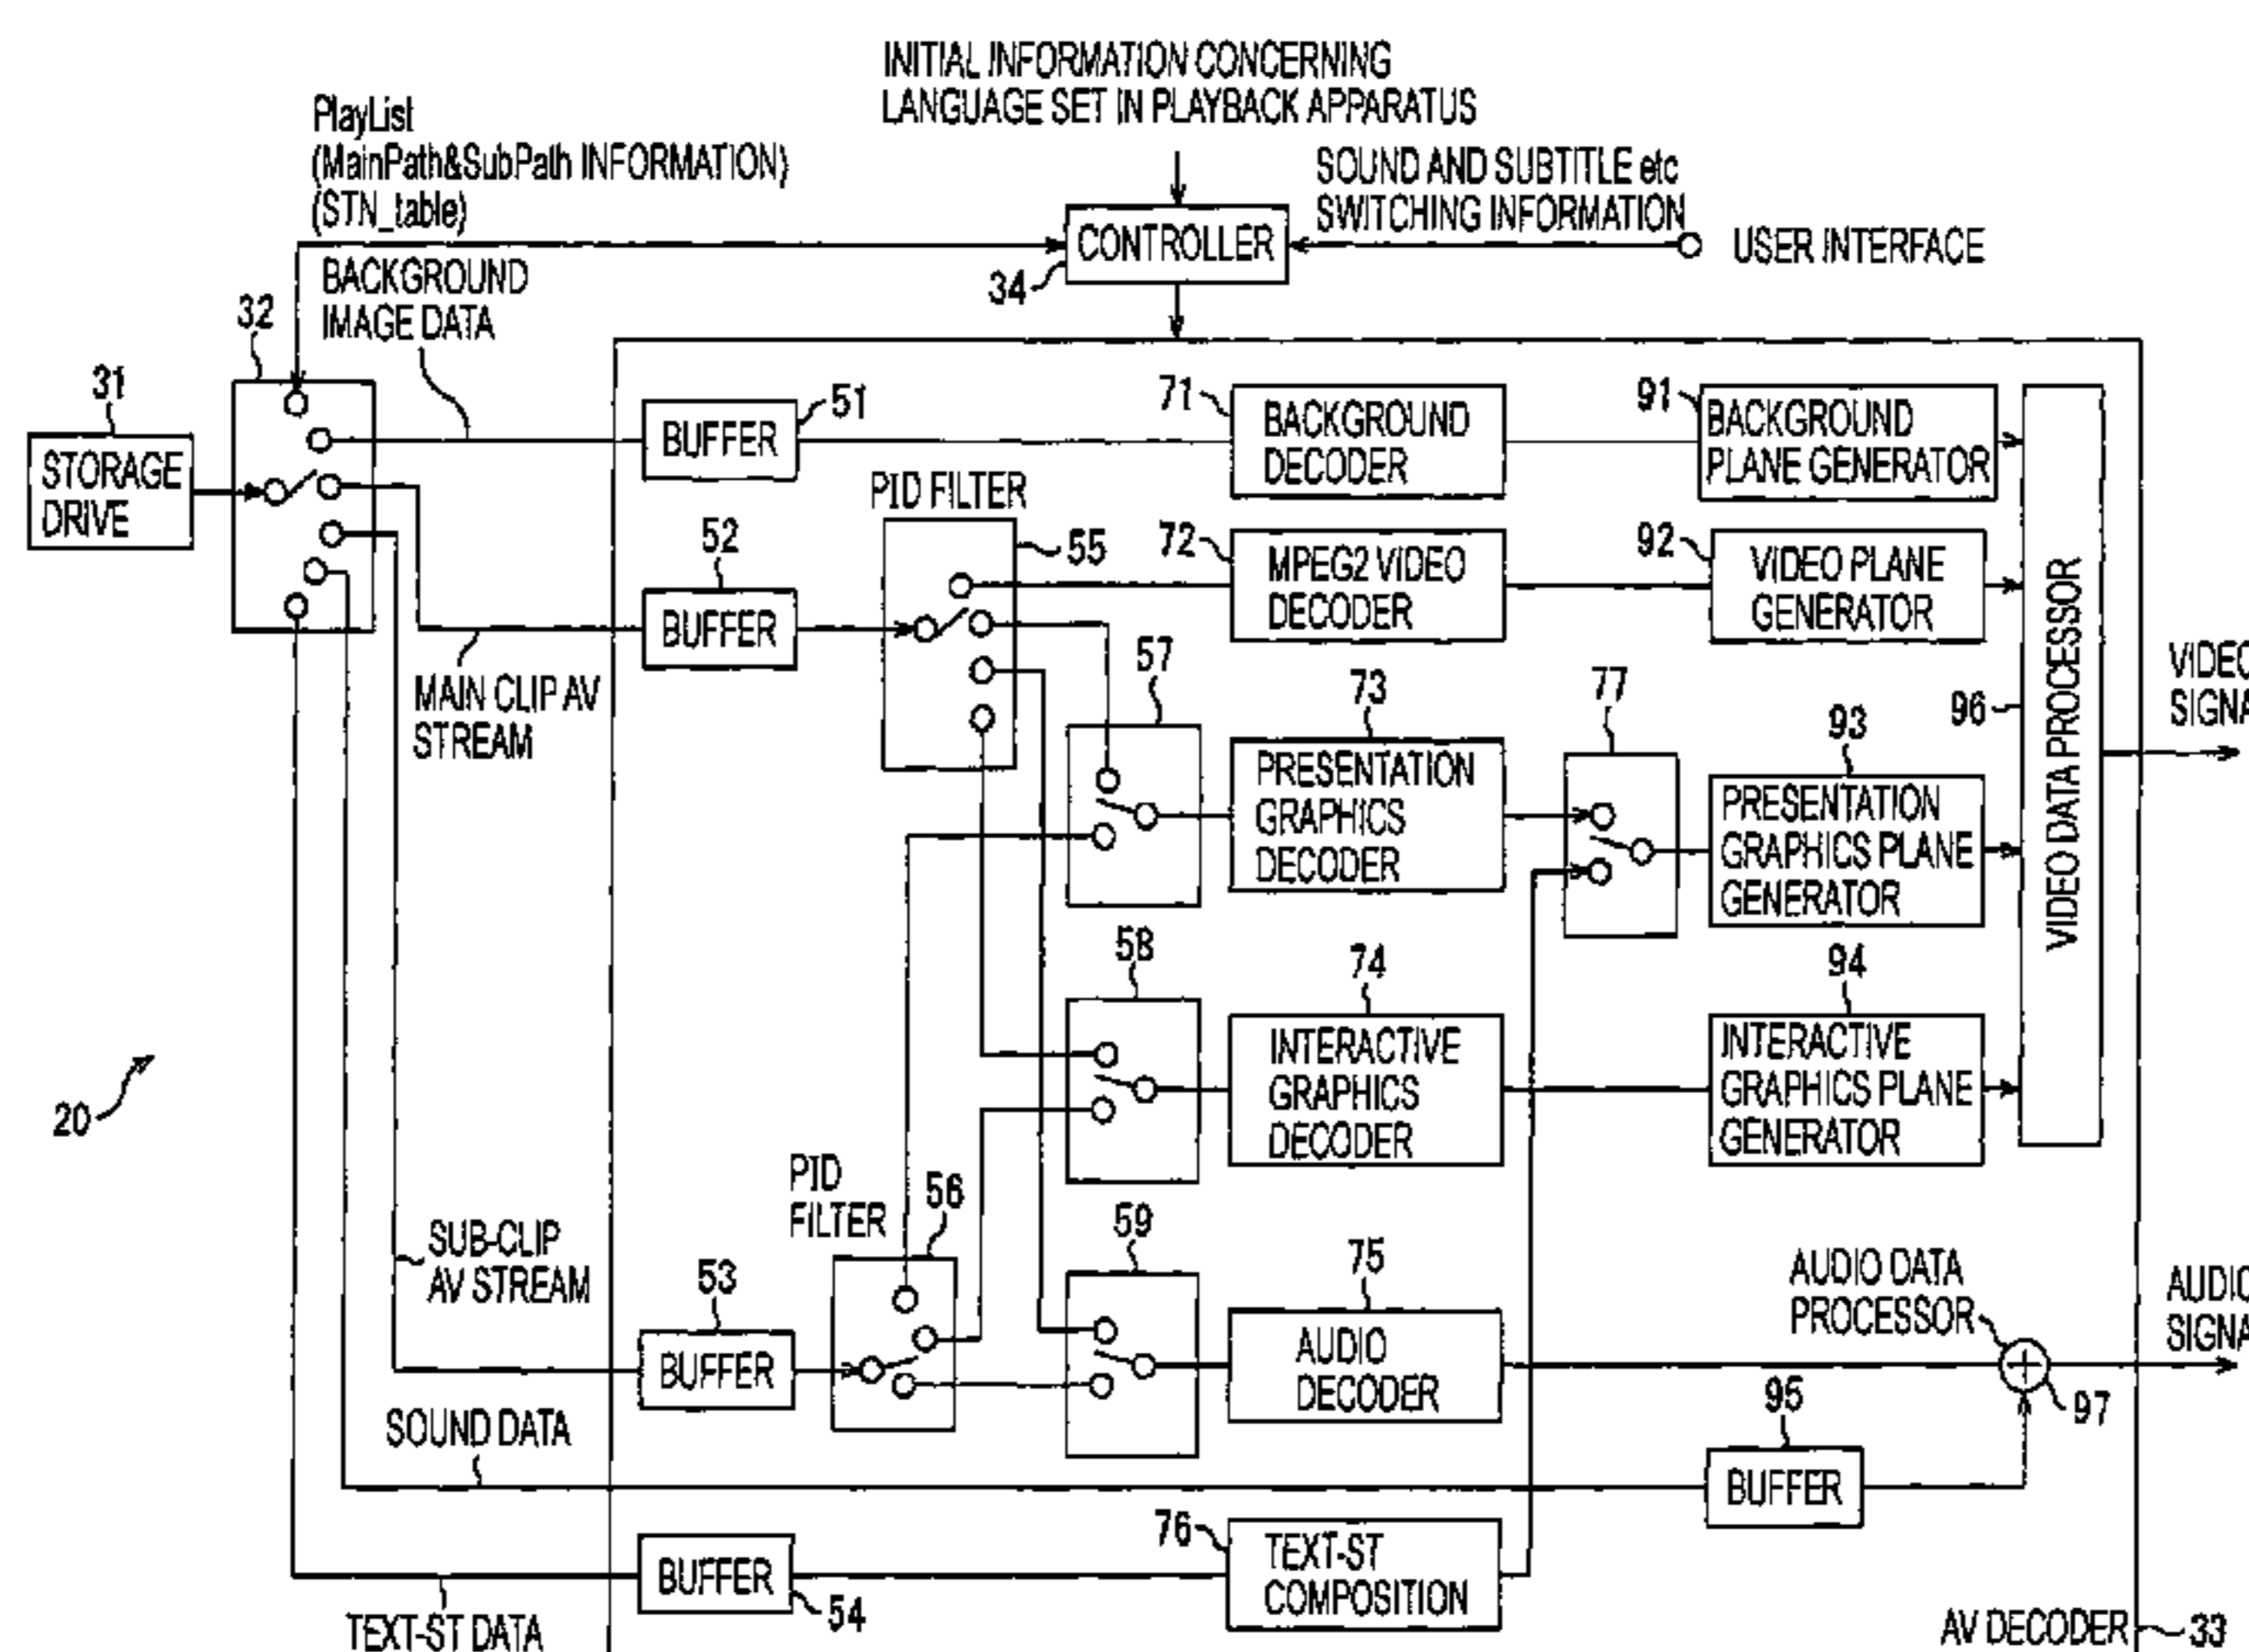 INITIAL INFORMATION CONCERNING
LANGUAGE SET IN PLAYBACK APPARATUS
PlayList
(MainPath&SubPath INFORMATION)
(STN_table)
SOUND AND SUBTITLE etc
SWITCHING INFORMATION
CONTROLLER
34
USER INTERFACE
BACKGROUND
IMAGE DATA
32
31
STORAGE
DRIVE
BUFFER
51
71
BACKGROUND
DECODER
91
BACKGROUND
PLANE GENERATOR
PID FILTER
55
52
BUFFER
72
MPEG2 VIDEO
DECODER
92
VIDEO PLANE
GENERATOR
VIDEO DATA PROCESSOR
96
VIDEO
SIGNA
MAIN CLIP AV
STREAM
57
73
PRESENTATION
GRAPHICS
DECODER
77
93
PRESENTATION
GRAPHICS PLANE
GENERATOR
58
74
INTERACTIVE
GRAPHICS
DECODER
94
INTERACTIVE
GRAPHICS PLANE
GENERATOR
20
PID
FILTER
56
59
SUB-CLIP
AV STREAM
53
BUFFER
75
AUDIO
DECODER
AUDIO DATA
PROCESSOR
97
AUDIO
SIGNA
SOUND DATA
95
BUFFER
76
TEXT-ST
COMPOSITION
BUFFER
54
TEXT-ST DATA
AV DECODER
33